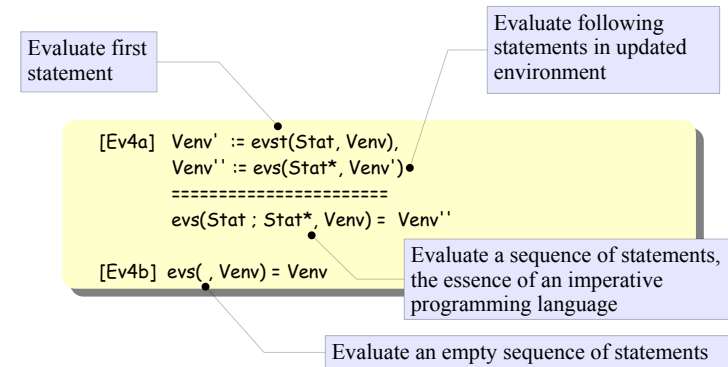 Evaluate first
statement
Evaluate following
statements in updated
environment
[Ev4a] Venv' := evst(Stat, Venv),
Venv'' := evs(Stat*, Venv')
=======================
evs(Stat ; Stat*, Venv) = Venv''
Evaluate a sequence of statements,
the essence of an imperative
programming language
[Ev4b] evs( , Venv) = Venv
Evaluate an empty sequence of statements